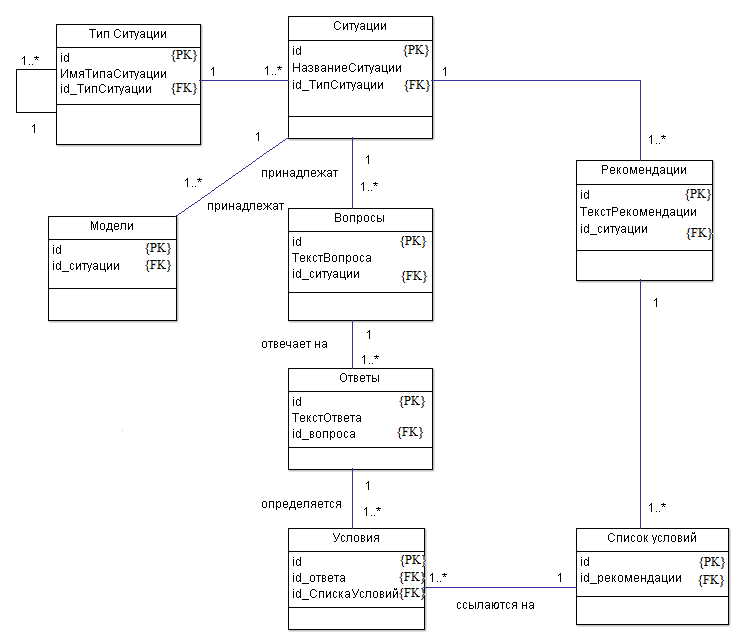 Тип Ситуации
id {PK}
ИмяТипаСитуации
id_ТипСитуации {FK}
1..*
1
1
1..*
Ситуации
id {PK}
НазваниеСитуации
id_ТипСитуации {FK}
1
1..*
1
1..*
принадлежат
1
1..*
принадлежат
Рекомендации
id {PK}
ТекстРекомендации
id_ситуации {FK}
Модели
id {PK}
id_ситуации {FK}
Вопросы
id {PK}
ТекстВопроса
id_ситуации {FK}
1
отвечает на
1..*
1
Ответы
id {PK}
ТекстОтвета
id_вопроса {FK}
1
определяется
1..*
1..*
Условия
id {PK}
id_ответа {FK}
id_СпискаУсловий {FK}
1..*
1
ссылаются на
Список условий
id {PK}
id_рекомендации {FK}